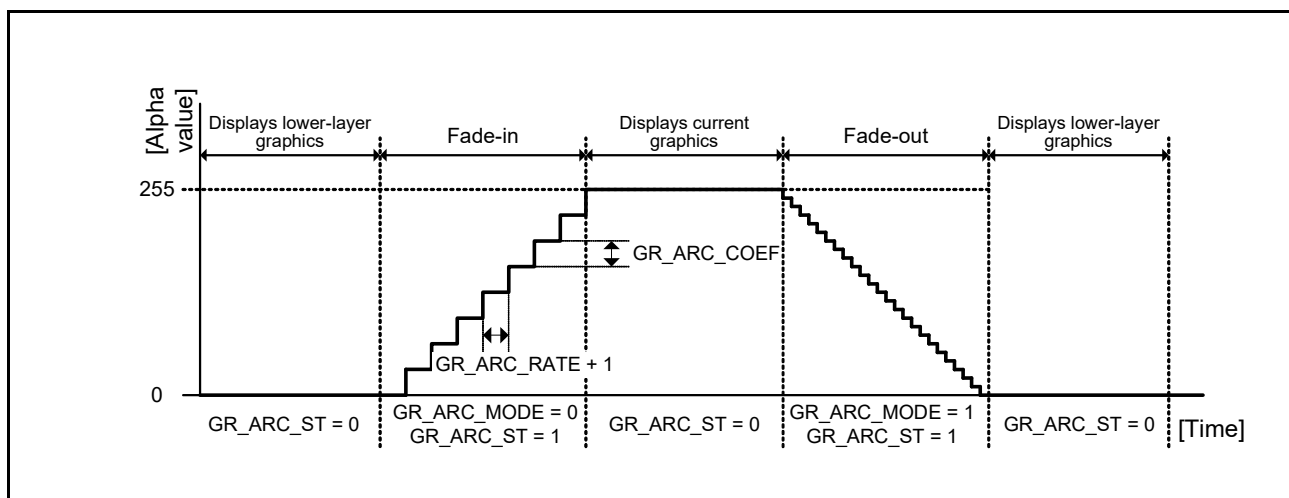 [Alpha
value]
Displays lower-layer
graphics
Fade-in
Displays current
graphics
Fade-out
Displays lower-layer
graphics
255
GR_ARC_COEF
GR_ARC_RATE + 1
0
GR_ARC_ST = 0
GR_ARC_MODE = 0
GR_ARC_ST = 1
GR_ARC_ST = 0
GR_ARC_MODE = 1
GR_ARC_ST = 1
GR_ARC_ST = 0
[Time]